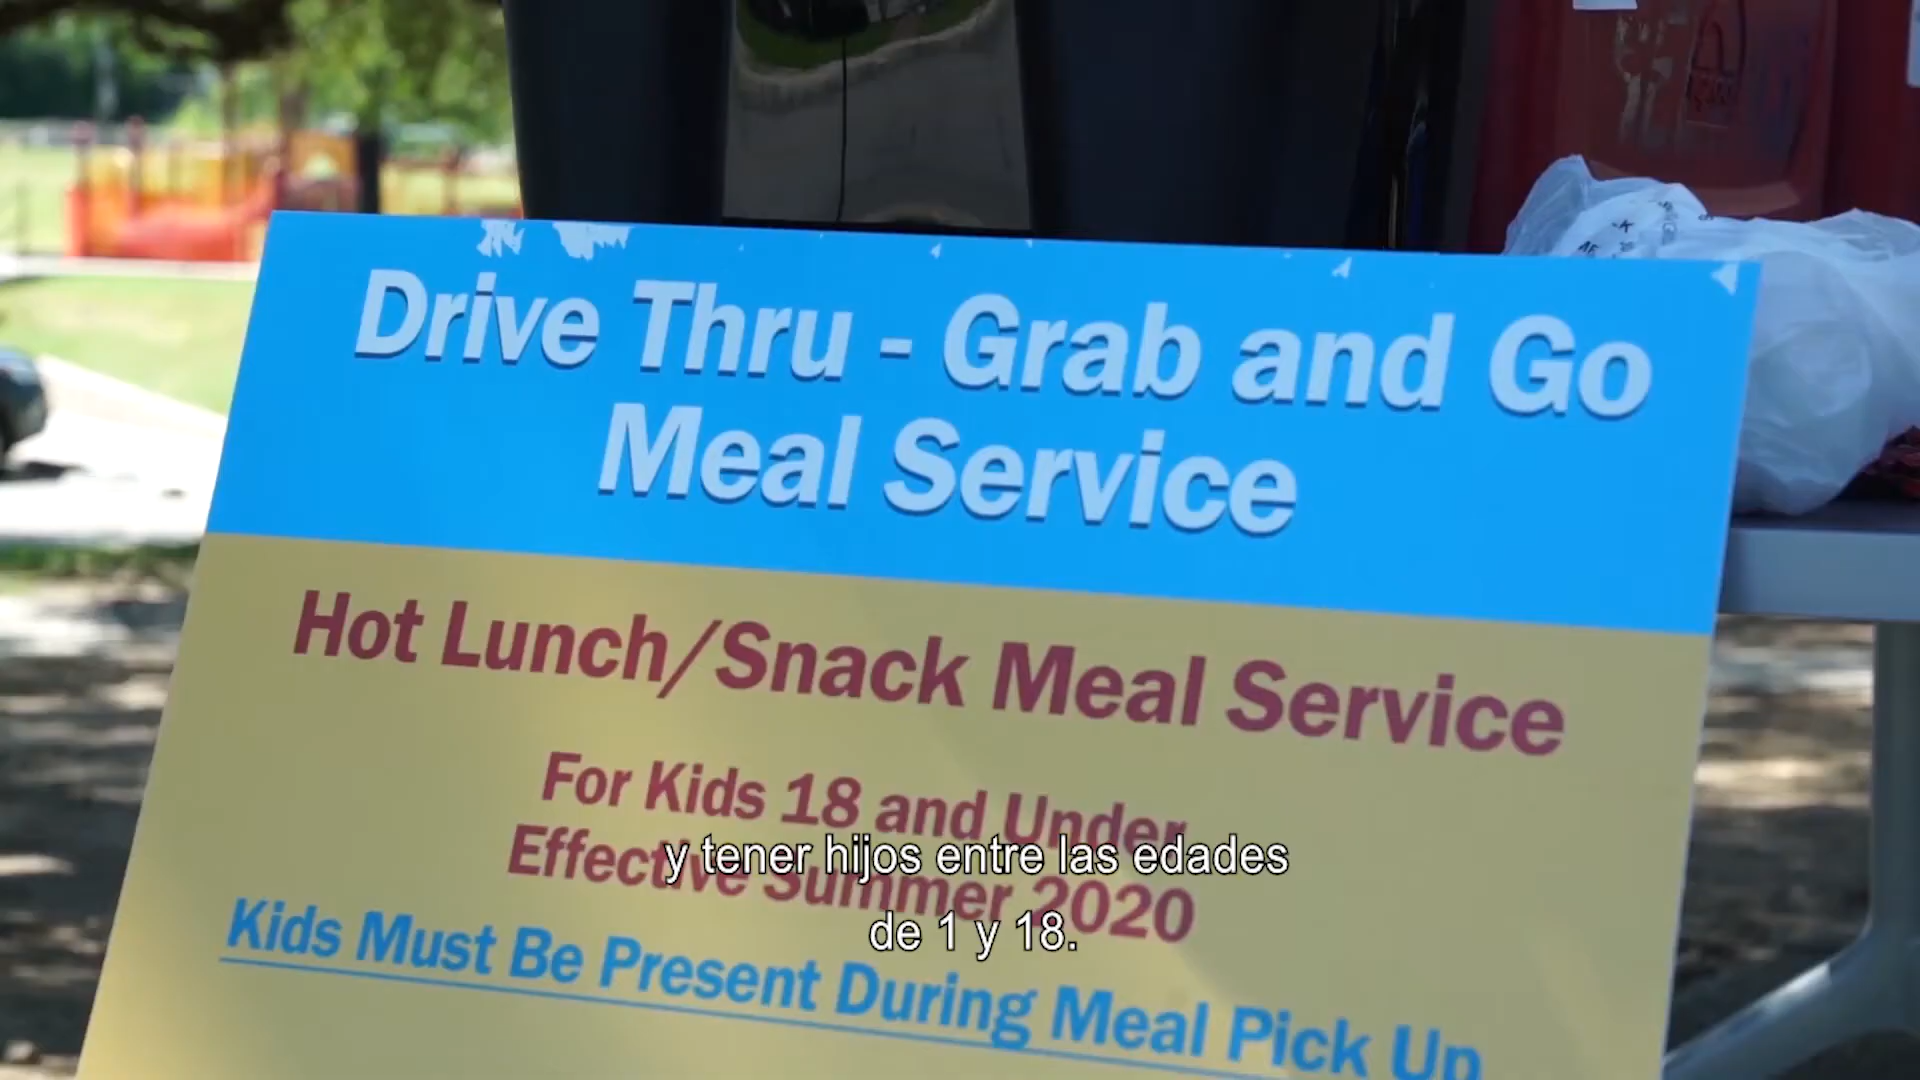 Drive Thru - Grab and Go
Meal Service
Hot Lunch/Snack Meal Service
For Kids 18 and Under
Effective Summer 2020
y tener hijos entre las edades
de 1 y 18.
Kids Must Be Present During Meal Pick Up